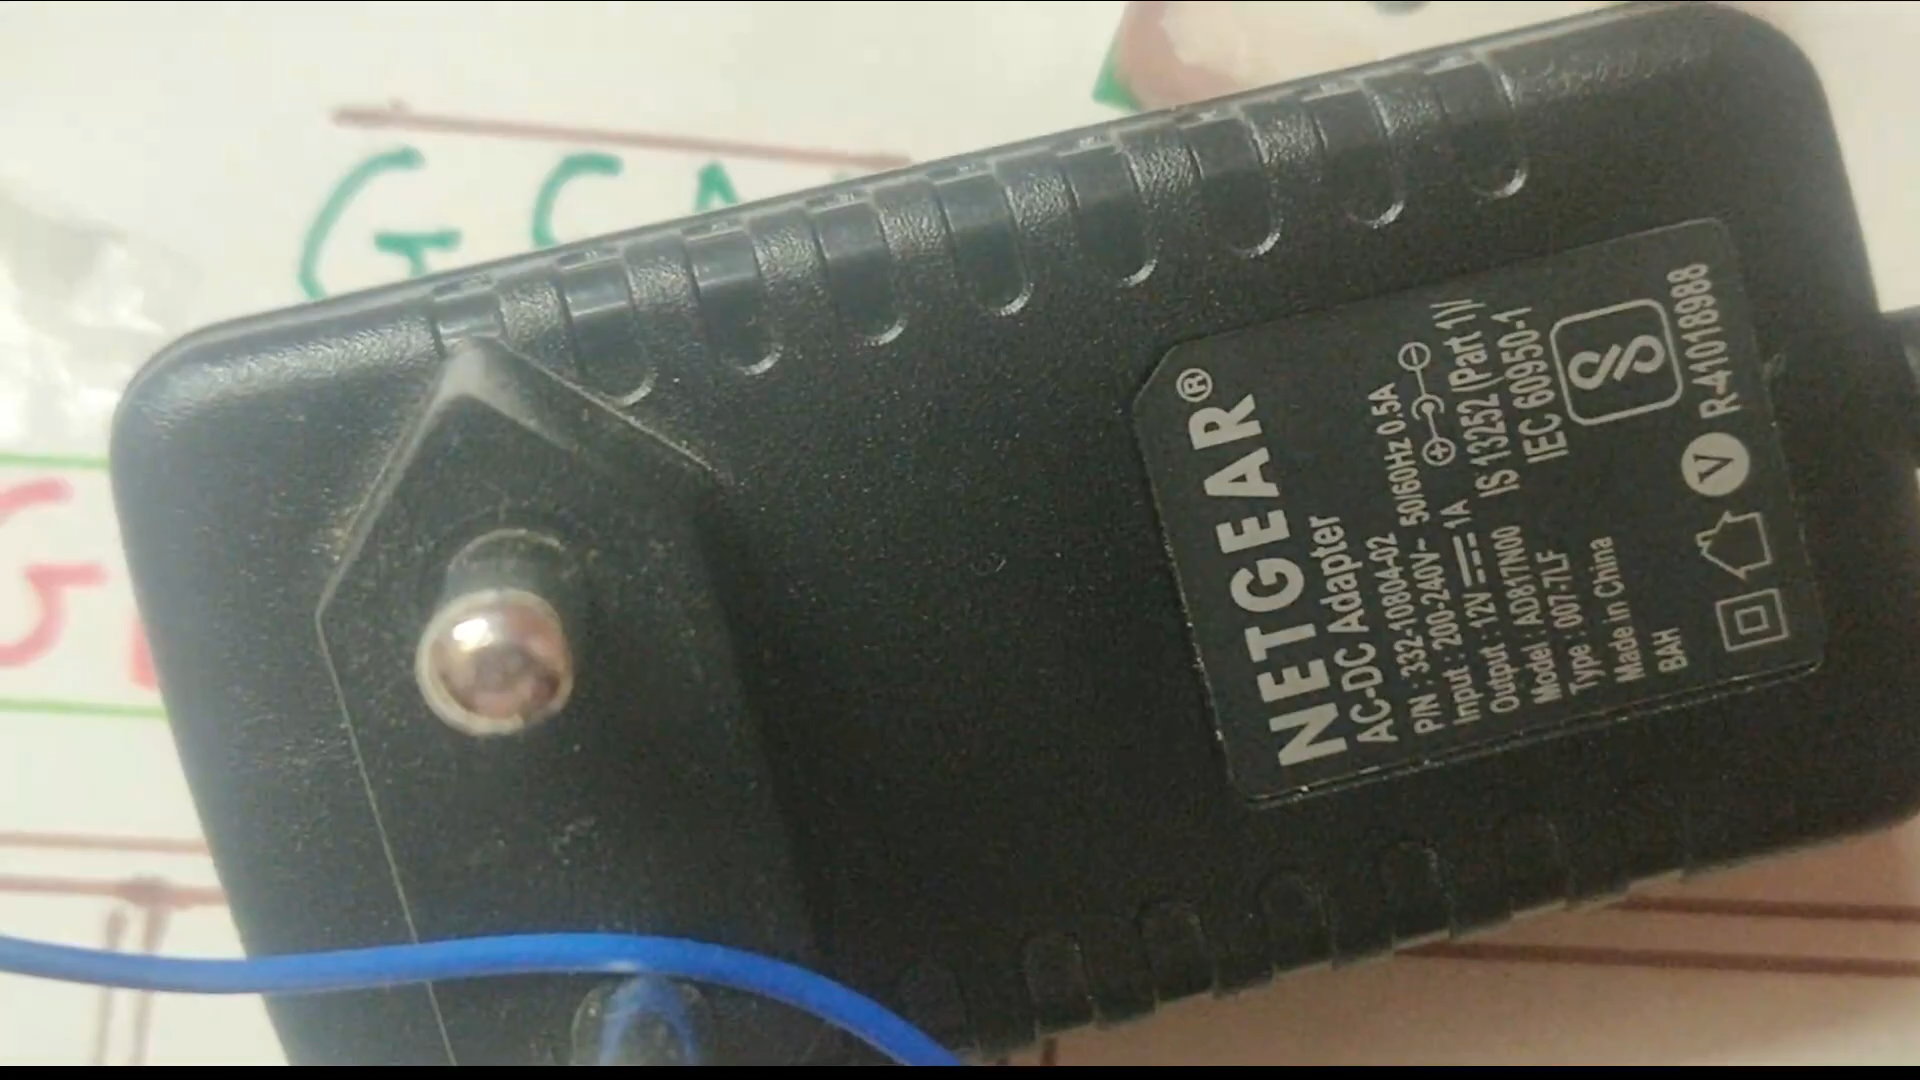 NETGEAR®
AC-DC Adapter
P/N : 332-10804-02
Input : 200-240V~ 50/60Hz 0.5A
Output : 12V ⎓ 1A
Model : AD817N00 IS 13252 (Part 1)/
Type : 007-7LF IEC 60950-1
Made in China
BAH
V R-41018988
G